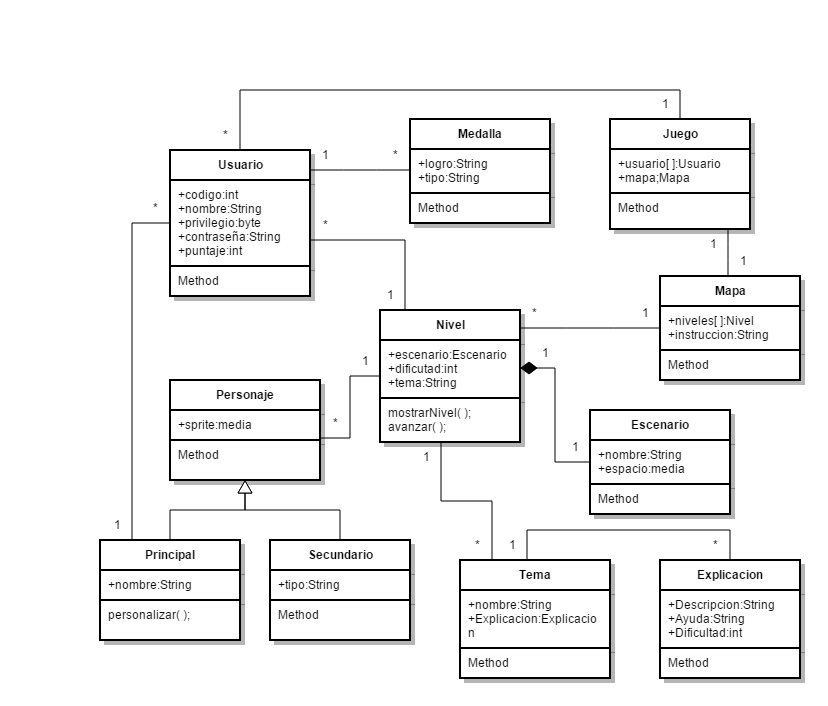 1
*
Medalla
+logro:String
+tipo:String
Method
Juego
+usuario[ ]:Usuario
+mapa;Mapa
Method
Usuario
+codigo:int
+nombre:String
+privilegio:byte
+contraseña:String
+puntaje:int
Method
1
*
*
*
1
1
1
Mapa
+niveles[ ]:Nivel
+instruccion:String
Method
Nivel
+escenario:Escenario
+dificutad:int
+tema:String
mostrarNivel( );
avanzar( );
*
1
1
1
*
Personaje
+sprite:media
Method
Escenario
+nombre:String
+espacio:media
Method
1
1
1
*
1
*
Principal
+nombre:String
personalizar( );
Secundario
+tipo:String
Method
Tema
+nombre:String
+Explicacion:Explicacio
n
Method
Explicacion
+Descripcion:String
+Ayuda:String
+Dificultad:int
Method